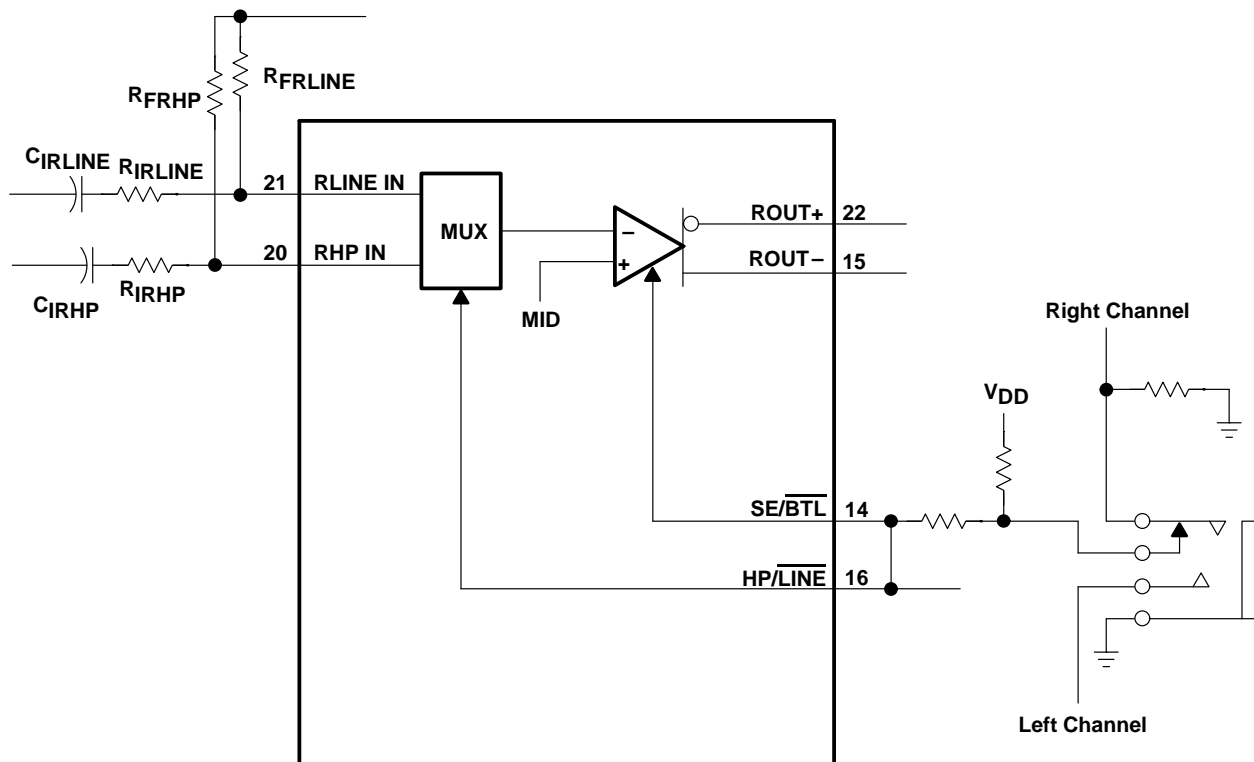 RFRHP
RFRLINE
CIRLINE
RIRLINE
21
RLINE IN
20
RHP IN
CIRHP
RIRHP
MUX
−
+
MID
ROUT+
22
ROUT−
15
Right Channel
VDD
SE/BTL
14
HP/LINE
16
Left Channel